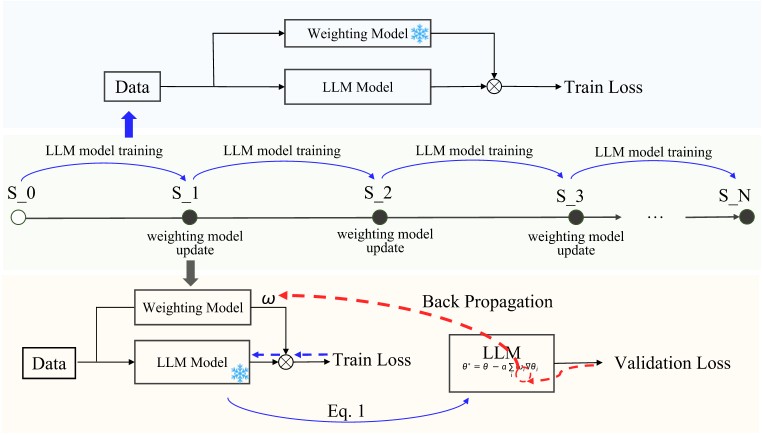 Weighting Model
Data
LLM Model
Train Loss
LLM model training
LLM model training
LLM model training
LLM model training
S_0
S_1
S_2
S_3
S_N
...
weighting model
update
weighting model
update
weighting model
update
Weighting Model
ω
Back Propagation
Data
LLM Model
Train Loss
LLM
Validation Loss
Eq. 1